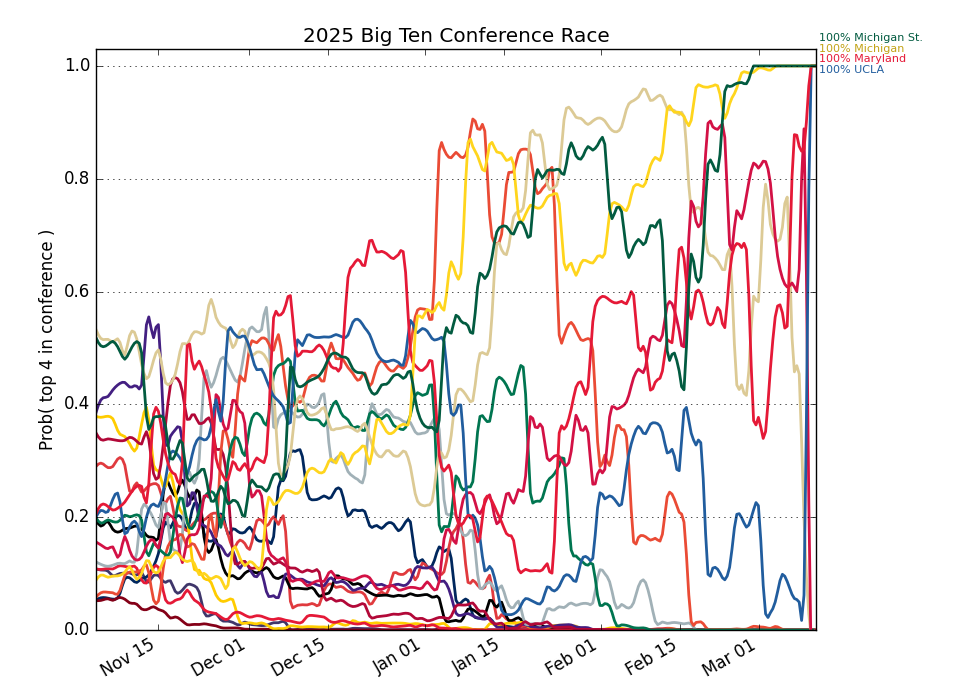 2025 Big Ten Conference Race
100% Michigan St.
100% Michigan
100% Maryland
100% UCLA
Prob( top 4 in conference )
1.0
0.8
0.6
0.4
0.2
0.0
Nov 15
Dec 01
Dec 15
Jan 01
Jan 15
Feb 01
Feb 15
Mar 01